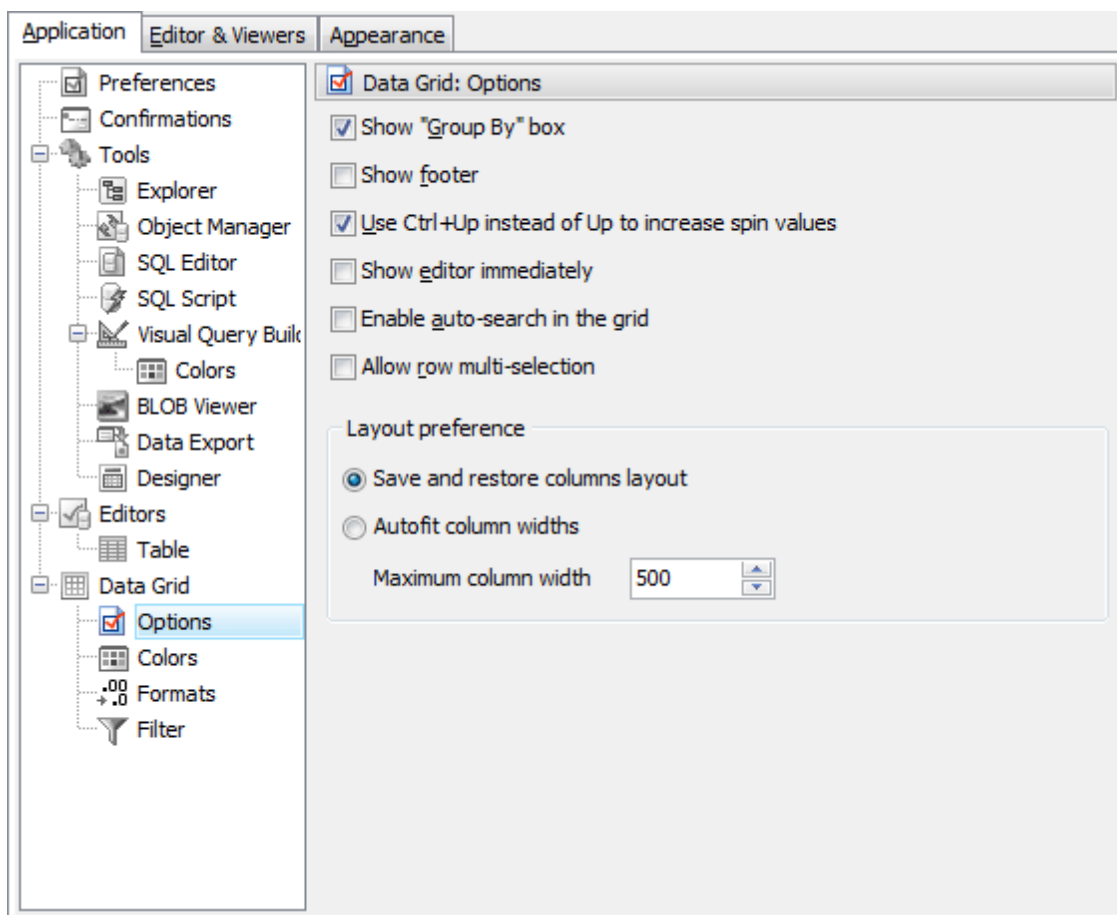 Application
Editor & Viewers
Appearance
Preferences
Confirmations
Tools
Explorer
Object Manager
SQL Editor
SQL Script
Visual Query Builc
Colors
BLOB Viewer
Data Export
Designer
Editors
Table
Data Grid
Options
Colors
.00
.0
Formats
Filter
Data Grid: Options
Show "Group By" box
Show footer
Use Ctrl+Up instead of Up to increase spin values
Show editor immediately
Enable auto-search in the grid
Allow row multi-selection
Layout preference
Save and restore columns layout
Autofit column widths
Maximum column width 500